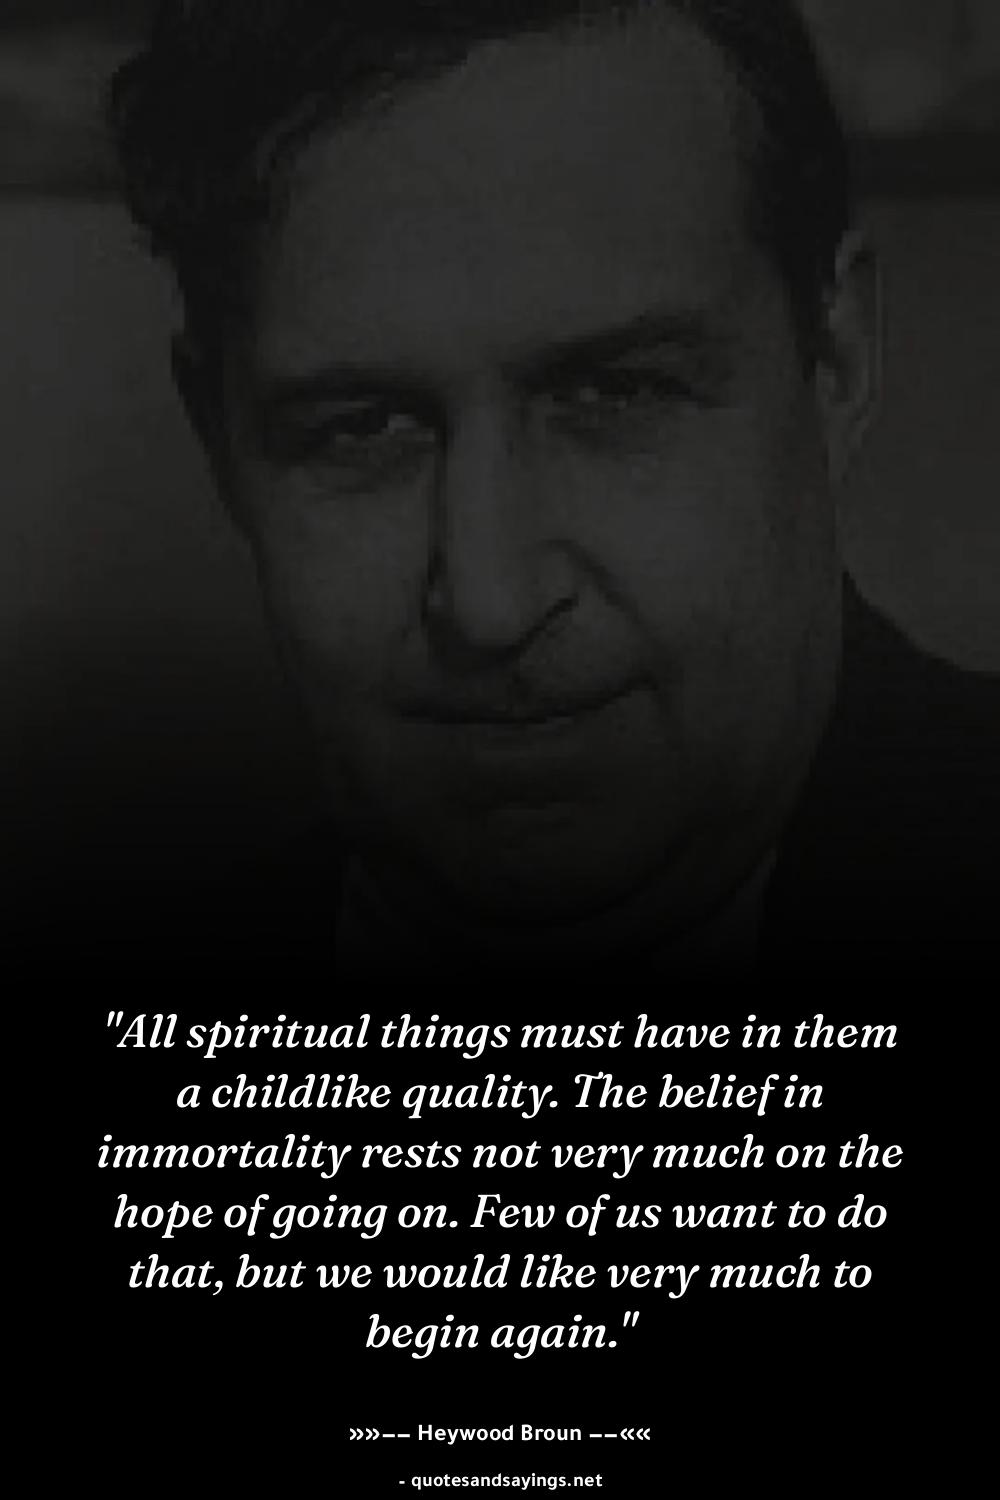 "All spiritual things must have in them
a childlike quality. The belief in
immortality rests not very much on the
hope of going on. Few of us want to do
that, but we would like very much to
begin again."
»»−− Heywood Broun −−««
- quotesandsayings.net